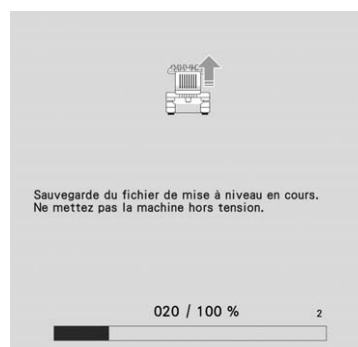 Sauvegarde du fichier de mise à niveau en cours.
Ne mettez pas la machine hors tension.
020 / 100 %
2